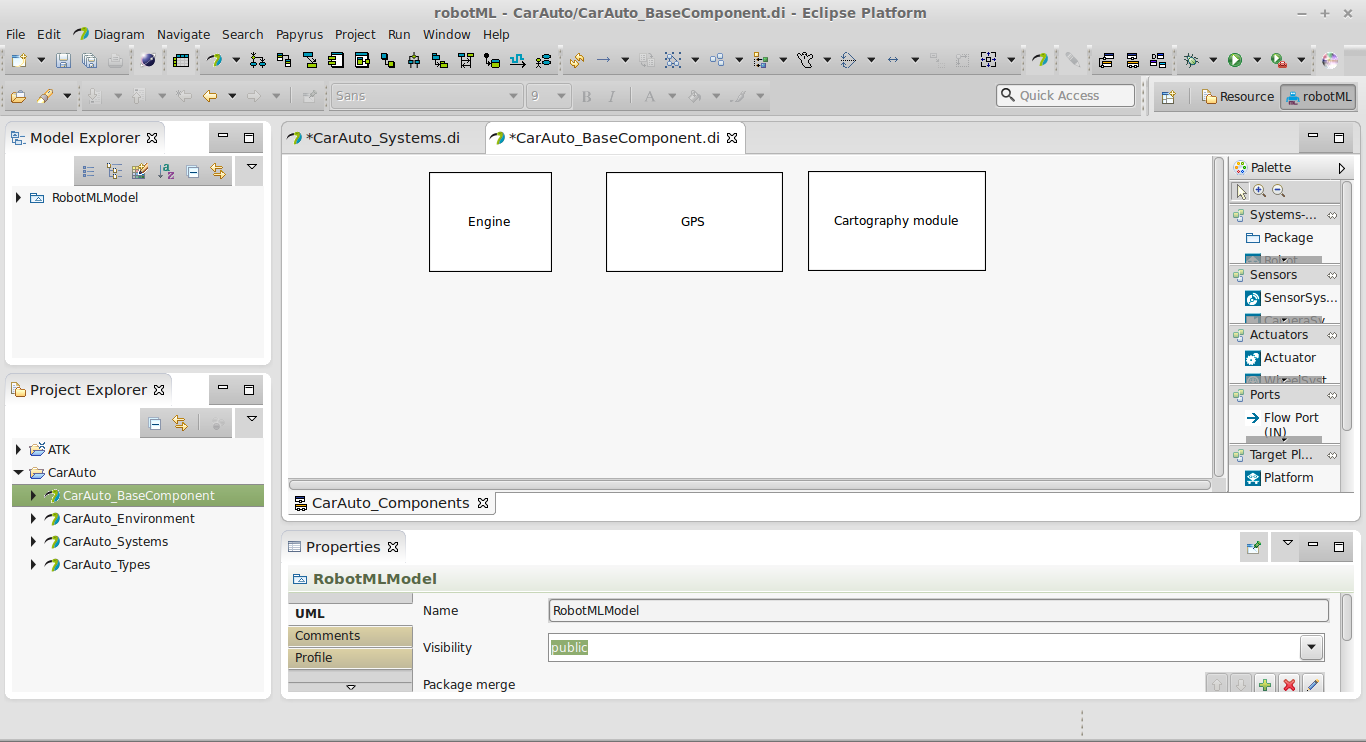 robotML - CarAuto/CarAuto_BaseComponent.di - Eclipse Platform
File Edit Diagram Navigate Search Papyrus Project Run Window Help
Sans 9 B I A Quick Access Resource robotML
Model Explorer
RobotMLModel
Project Explorer
ATK
CarAuto
CarAuto_BaseComponent
CarAuto_Environment
CarAuto_Systems
CarAuto_Types
*CarAuto_Systems.di *CarAuto_BaseComponent.di
Engine GPS Cartography module
Palette
Systems-...
Package
Robot
Sensors
SensorSys...
CameraSy
Actuators
Actuator
WheelSyst
Ports
Flow Port
(IN)
Target Pl...
Platform
CarAuto_Components
Properties
RobotMLModel
UML
Comments
Profile
Name RobotMLModel
Visibility public
Package merge